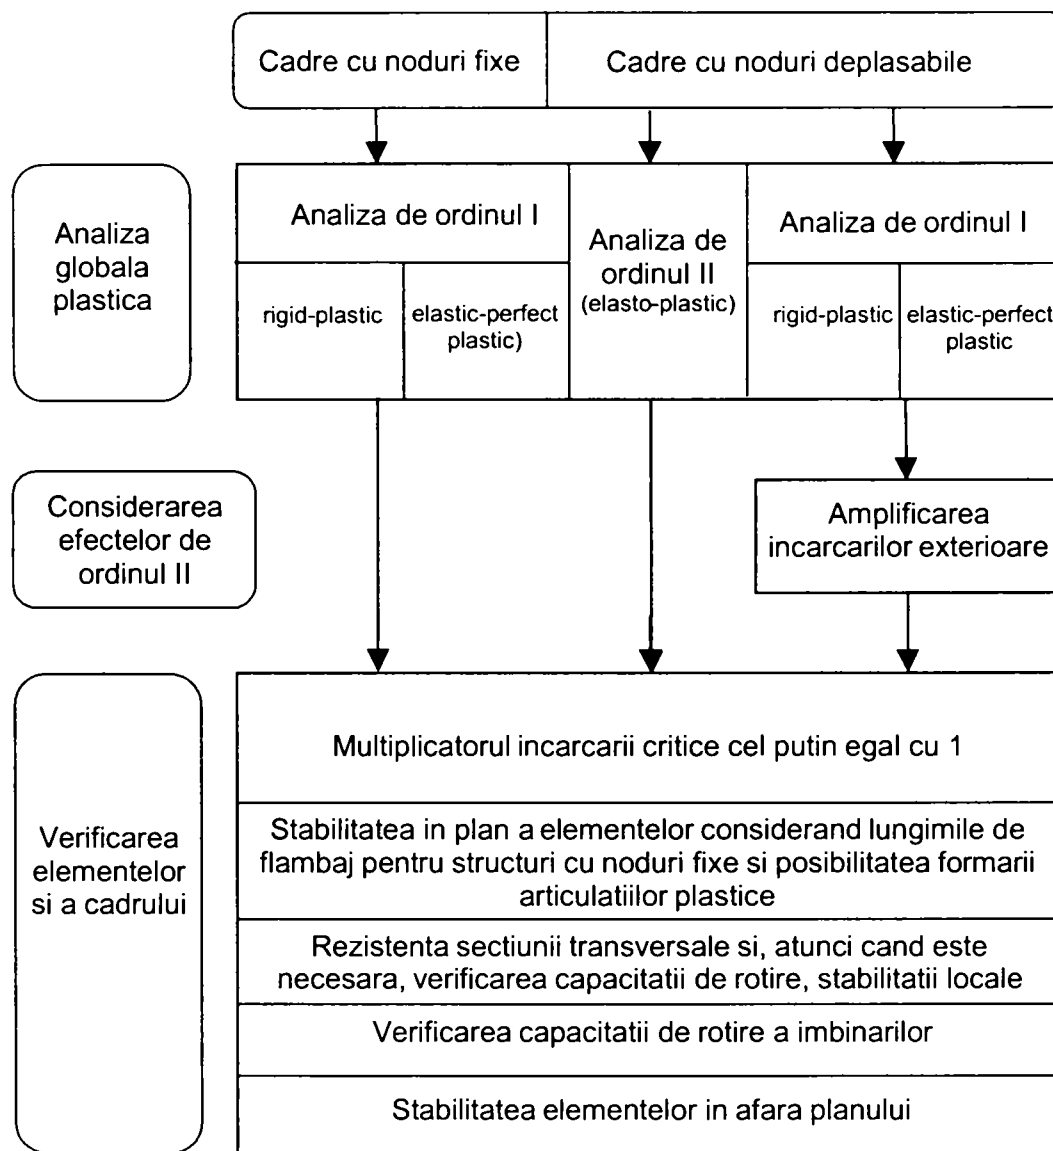 Cadre cu noduri fixe
Cadre cu noduri deplasabile
Analiza
globala
plastica
Analiza de ordinul I
rigid-plastic
elastic-perfect
plastic)
Analiza de
ordinul II
(elasto-plastic)
Analiza de ordinul I
rigid-plastic
elastic-perfect
plastic
Considerarea
efectelor de
ordinul II
Amplificarea
incarcarilor exterioare
Verificarea
elementelor
si a cadrului
Multiplicatorul incarcarii critice cel putin egal cu 1
Stabilitatea in plan a elementelor considerand lungimile de
flambaj pentru structuri cu noduri fixe si posibilitatea formarii
articulatiilor plastice
Rezistenta sectiunii transversale si, atunci cand este
necesara, verificarea capacitatii de rotire, stabilitatii locale
Verificarea capacitatii de rotire a imbinarilor
Stabilitatea elementelor in afara planului